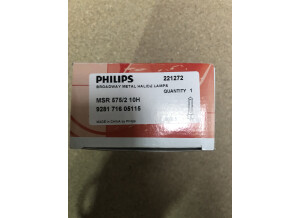 PHILIPS
221272
BROADWAY METAL HALIDE LAMPS
QUANTITY 1
MSR 575/2 10H
9281 716 05115